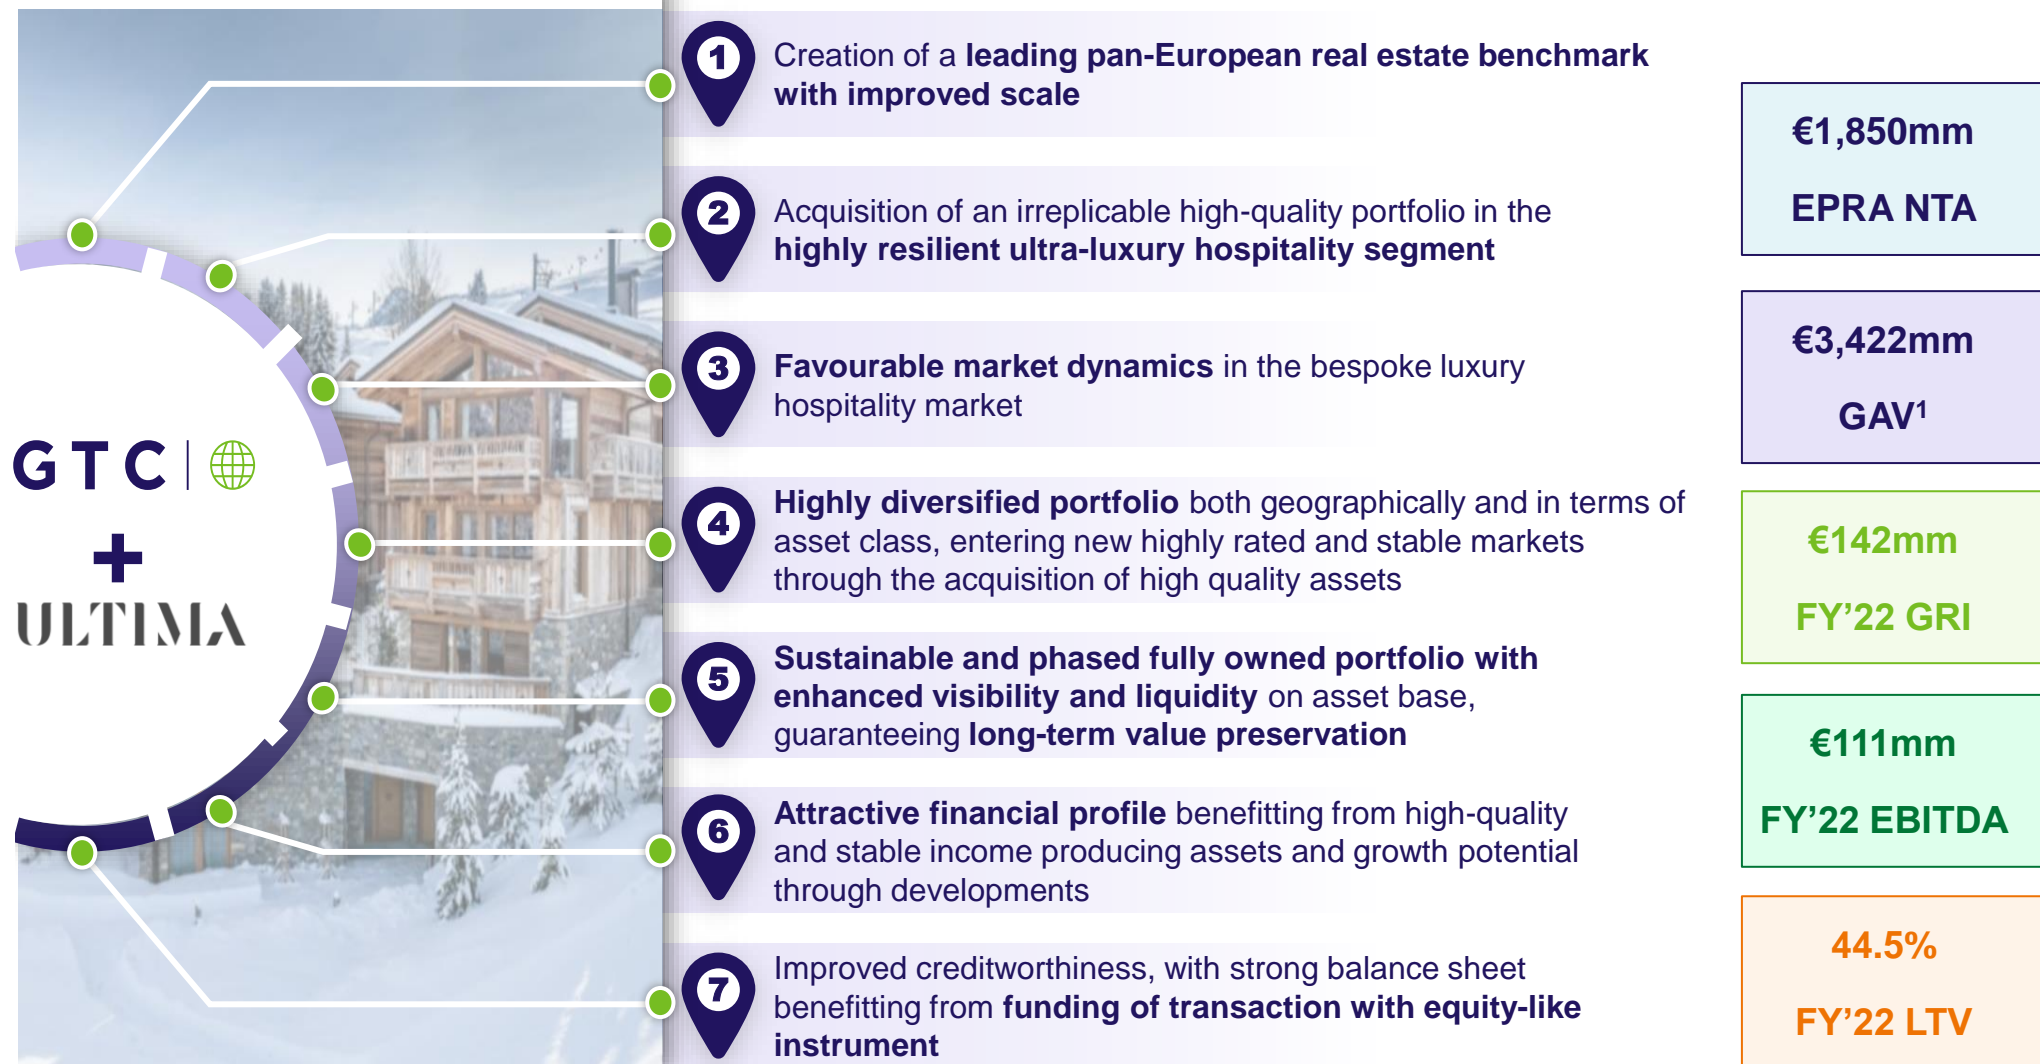 GTC
+
ULTIMA
1
Creation of a leading pan-European real estate benchmark
with improved scale
2
Acquisition of an irreplicable high-quality portfolio in the
highly resilient ultra-luxury hospitality segment
3
Favourable market dynamics in the bespoke luxury
hospitality market
4
Highly diversified portfolio both geographically and in terms of
asset class, entering new highly rated and stable markets
through the acquisition of high quality assets
5
Sustainable and phased fully owned portfolio with
enhanced visibility and liquidity on asset base,
guaranteeing long-term value preservation
6
Attractive financial profile benefitting from high-quality
and stable income producing assets and growth potential
through developments
7
Improved creditworthiness, with strong balance sheet
benefitting from funding of transaction with equity-like
instrument
€1,850mm
EPRA NTA
€3,422mm
GAV¹
€142mm
FY’22 GRI
€111mm
FY’22 EBITDA
44.5%
FY’22 LTV